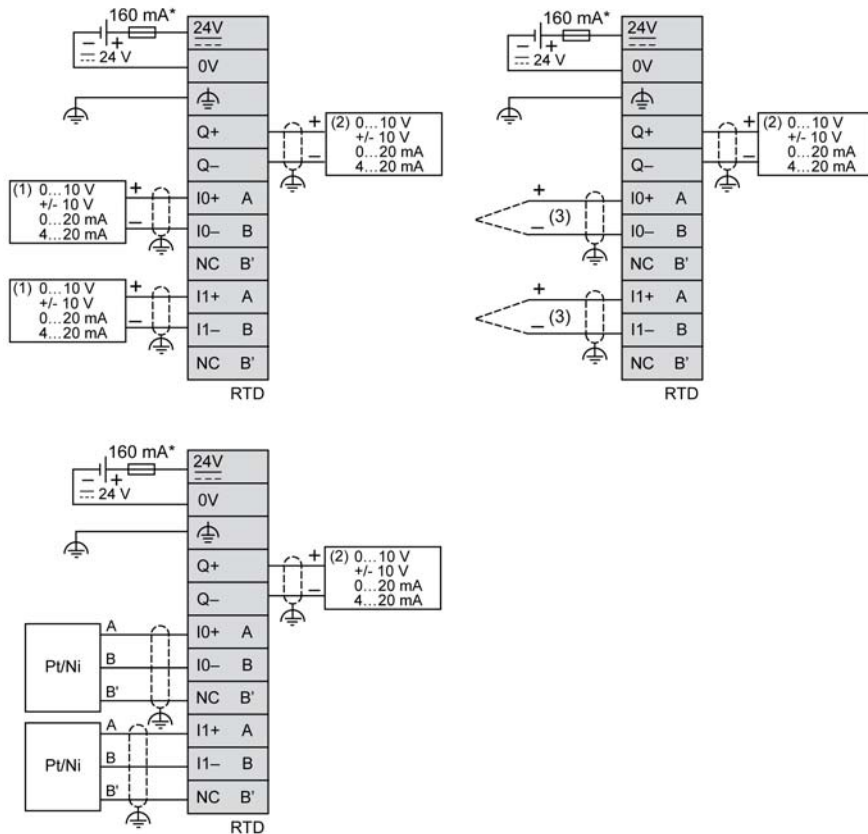 160 mA*
24V
24 V
0V
Q+
Q–
(2) 0...10 V
+/- 10 V
0...20 mA
4...20 mA
(1) 0...10 V
+/- 10 V
0...20 mA
4...20 mA
I0+ A
I0– B
NC B'
(1) 0...10 V
+/- 10 V
0...20 mA
4...20 mA
I1+ A
I1– B
NC B'
RTD
160 mA*
24V
24 V
0V
Q+
Q–
(2) 0...10 V
+/- 10 V
0...20 mA
4...20 mA
(3)
I0+ A
I0– B
NC B'
(3)
I1+ A
I1– B
NC B'
RTD
160 mA*
24V
24 V
0V
Q+
Q–
(2) 0...10 V
+/- 10 V
0...20 mA
4...20 mA
Pt/Ni
A I0+ A
B I0– B
B' NC B'
Pt/Ni
A I1+ A
B I1– B
B' NC B'
RTD